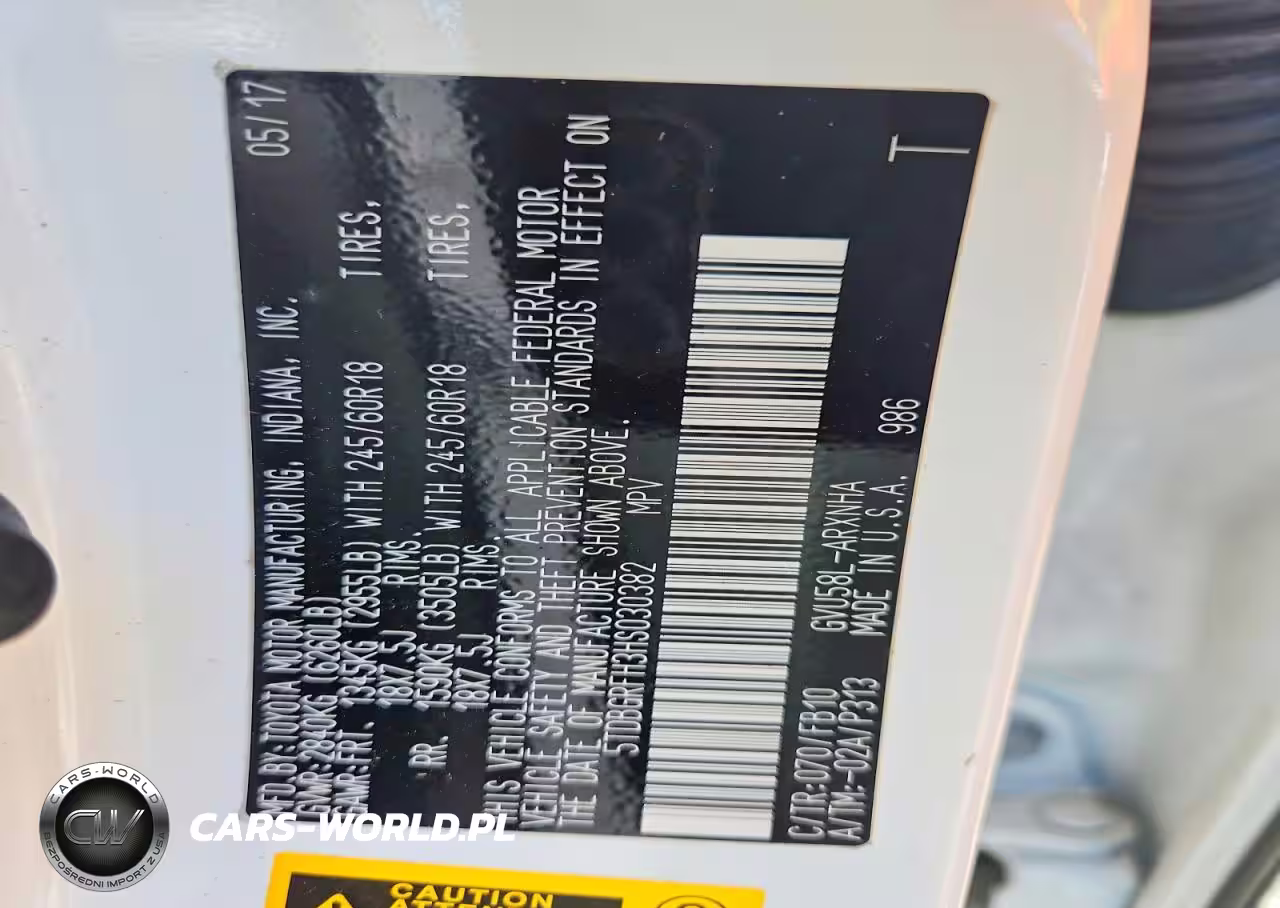 MFD.BY:TOYOTA MOTOR MANUFACTURING, INDIANA, INC. 05/17
GVWR:2840KG (6260LB)
GAWR:FRT. 1345KG (2955LB) WITH 245/60R18 TIRES,
18X7.5J RIMS.
RR. 1590KG (3505LB) WITH 245/60R18 TIRES,
18X7.5J RIMS.
THIS VEHICLE CONFORMS TO ALL APPLICABLE FEDERAL MOTOR
VEHICLE SAFETY AND THEFT PREVENTION STANDARDS IN EFFECT ON
THE DATE OF MANUFACTURE SHOWN ABOVE.
5TDBGRFH3HS030382 MPV
C/TR:070/FB10 GVU58L-ARXNHA
A/TM:-02A/P313 MADE IN U.S.A. 986 T
CAUTION
CARS-WORLD
CW
BEZPOŚREDNI IMPORT Z USA
CARS-WORLD.PL